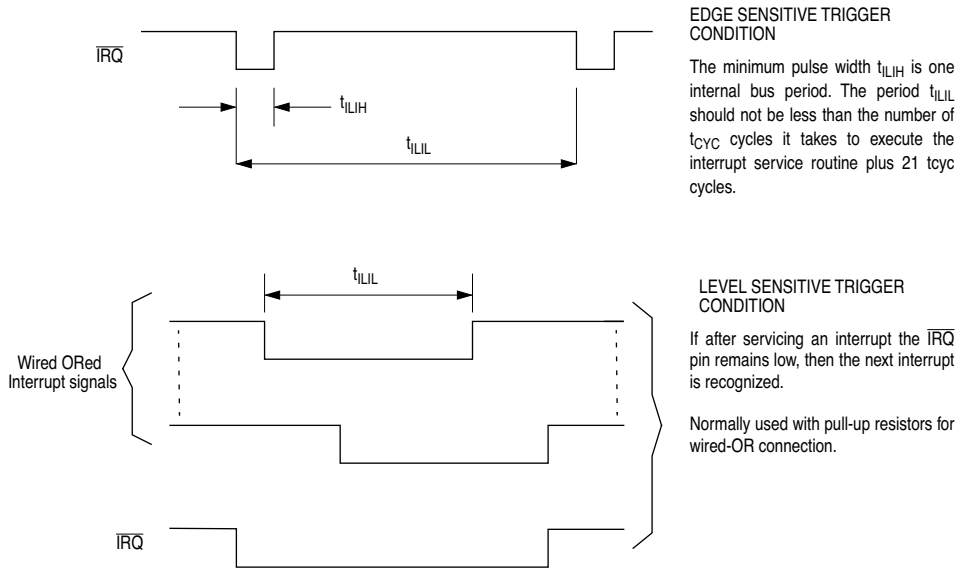 IRQ
tILIH
tILIL
EDGE SENSITIVE TRIGGER
CONDITION
The minimum pulse width tILIH is one
internal bus period. The period tILIL
should not be less than the number of
tCYC cycles it takes to execute the
interrupt service routine plus 21 tcyc
cycles.
tILIL
Wired ORed
Interrupt signals
IRQ
LEVEL SENSITIVE TRIGGER
CONDITION
If after servicing an interrupt the IRQ
pin remains low, then the next interrupt
is recognized.
Normally used with pull-up resistors for
wired-OR connection.